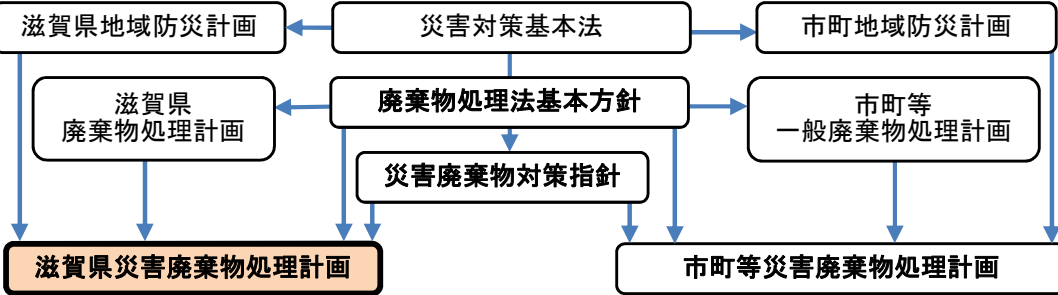 滋賀県地域防災計画
災害対策基本法
市町地域防災計画
滋賀県
廃棄物処理計画
廃棄物処理法基本方針
市町等
一般廃棄物処理計画
災害廃棄物対策指針
滋賀県災害廃棄物処理計画
市町等災害廃棄物処理計画